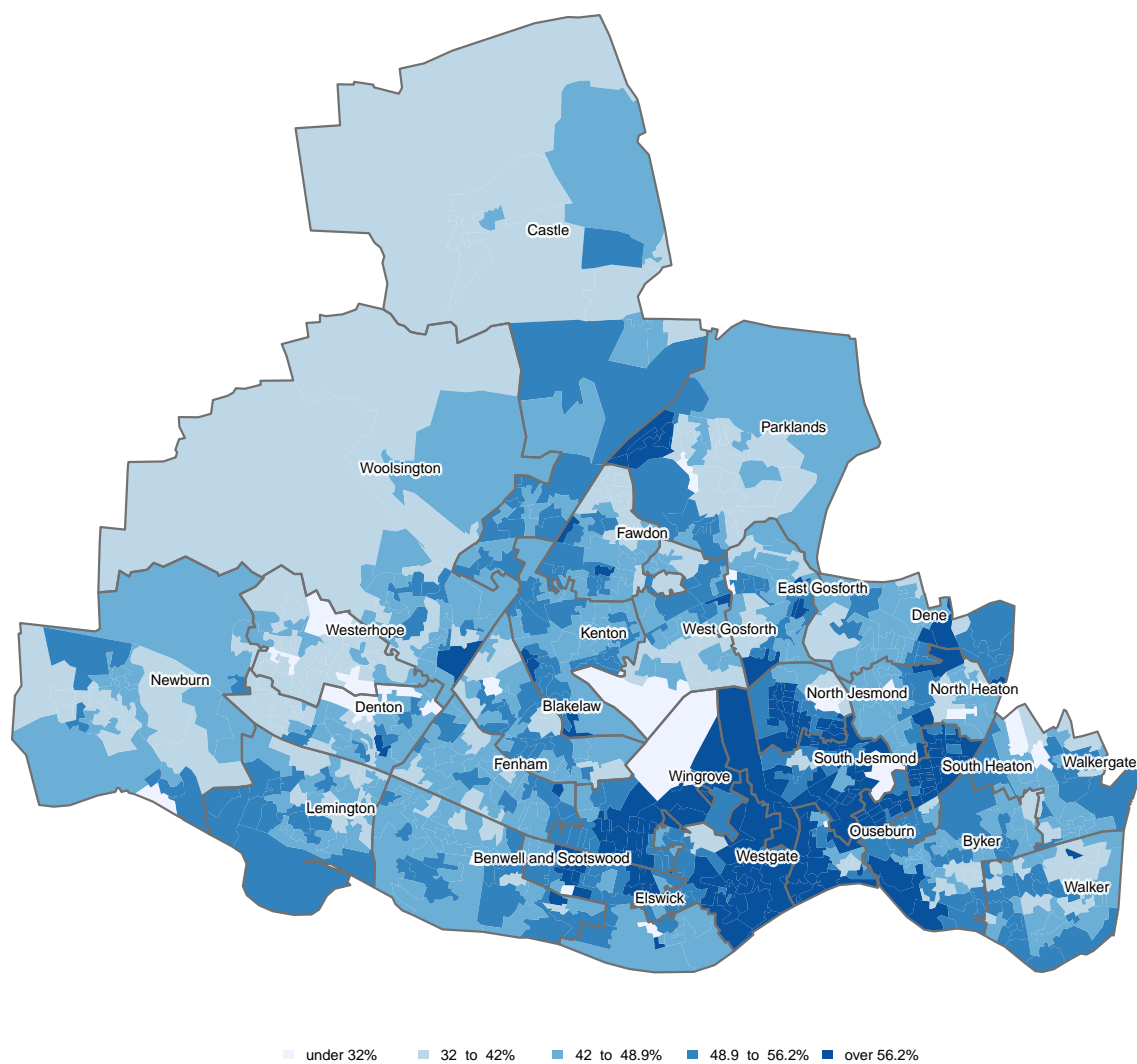 Castle
Parklands
Woolsington
Fawdon
East Gosforth
Dene
Westerhope
Kenton
West Gosforth
Newburn
North Jesmond
North Heaton
Denton
Blakelaw
South Jesmond
Fenham
South Heaton
Walkergate
Wingrove
Lemington
Ouseburn
Byker
Benwell and Scotswood
Westgate
Walker
Elswick
under 32% 32 to 42% 42 to 48.9% 48.9 to 56.2% over 56.2%